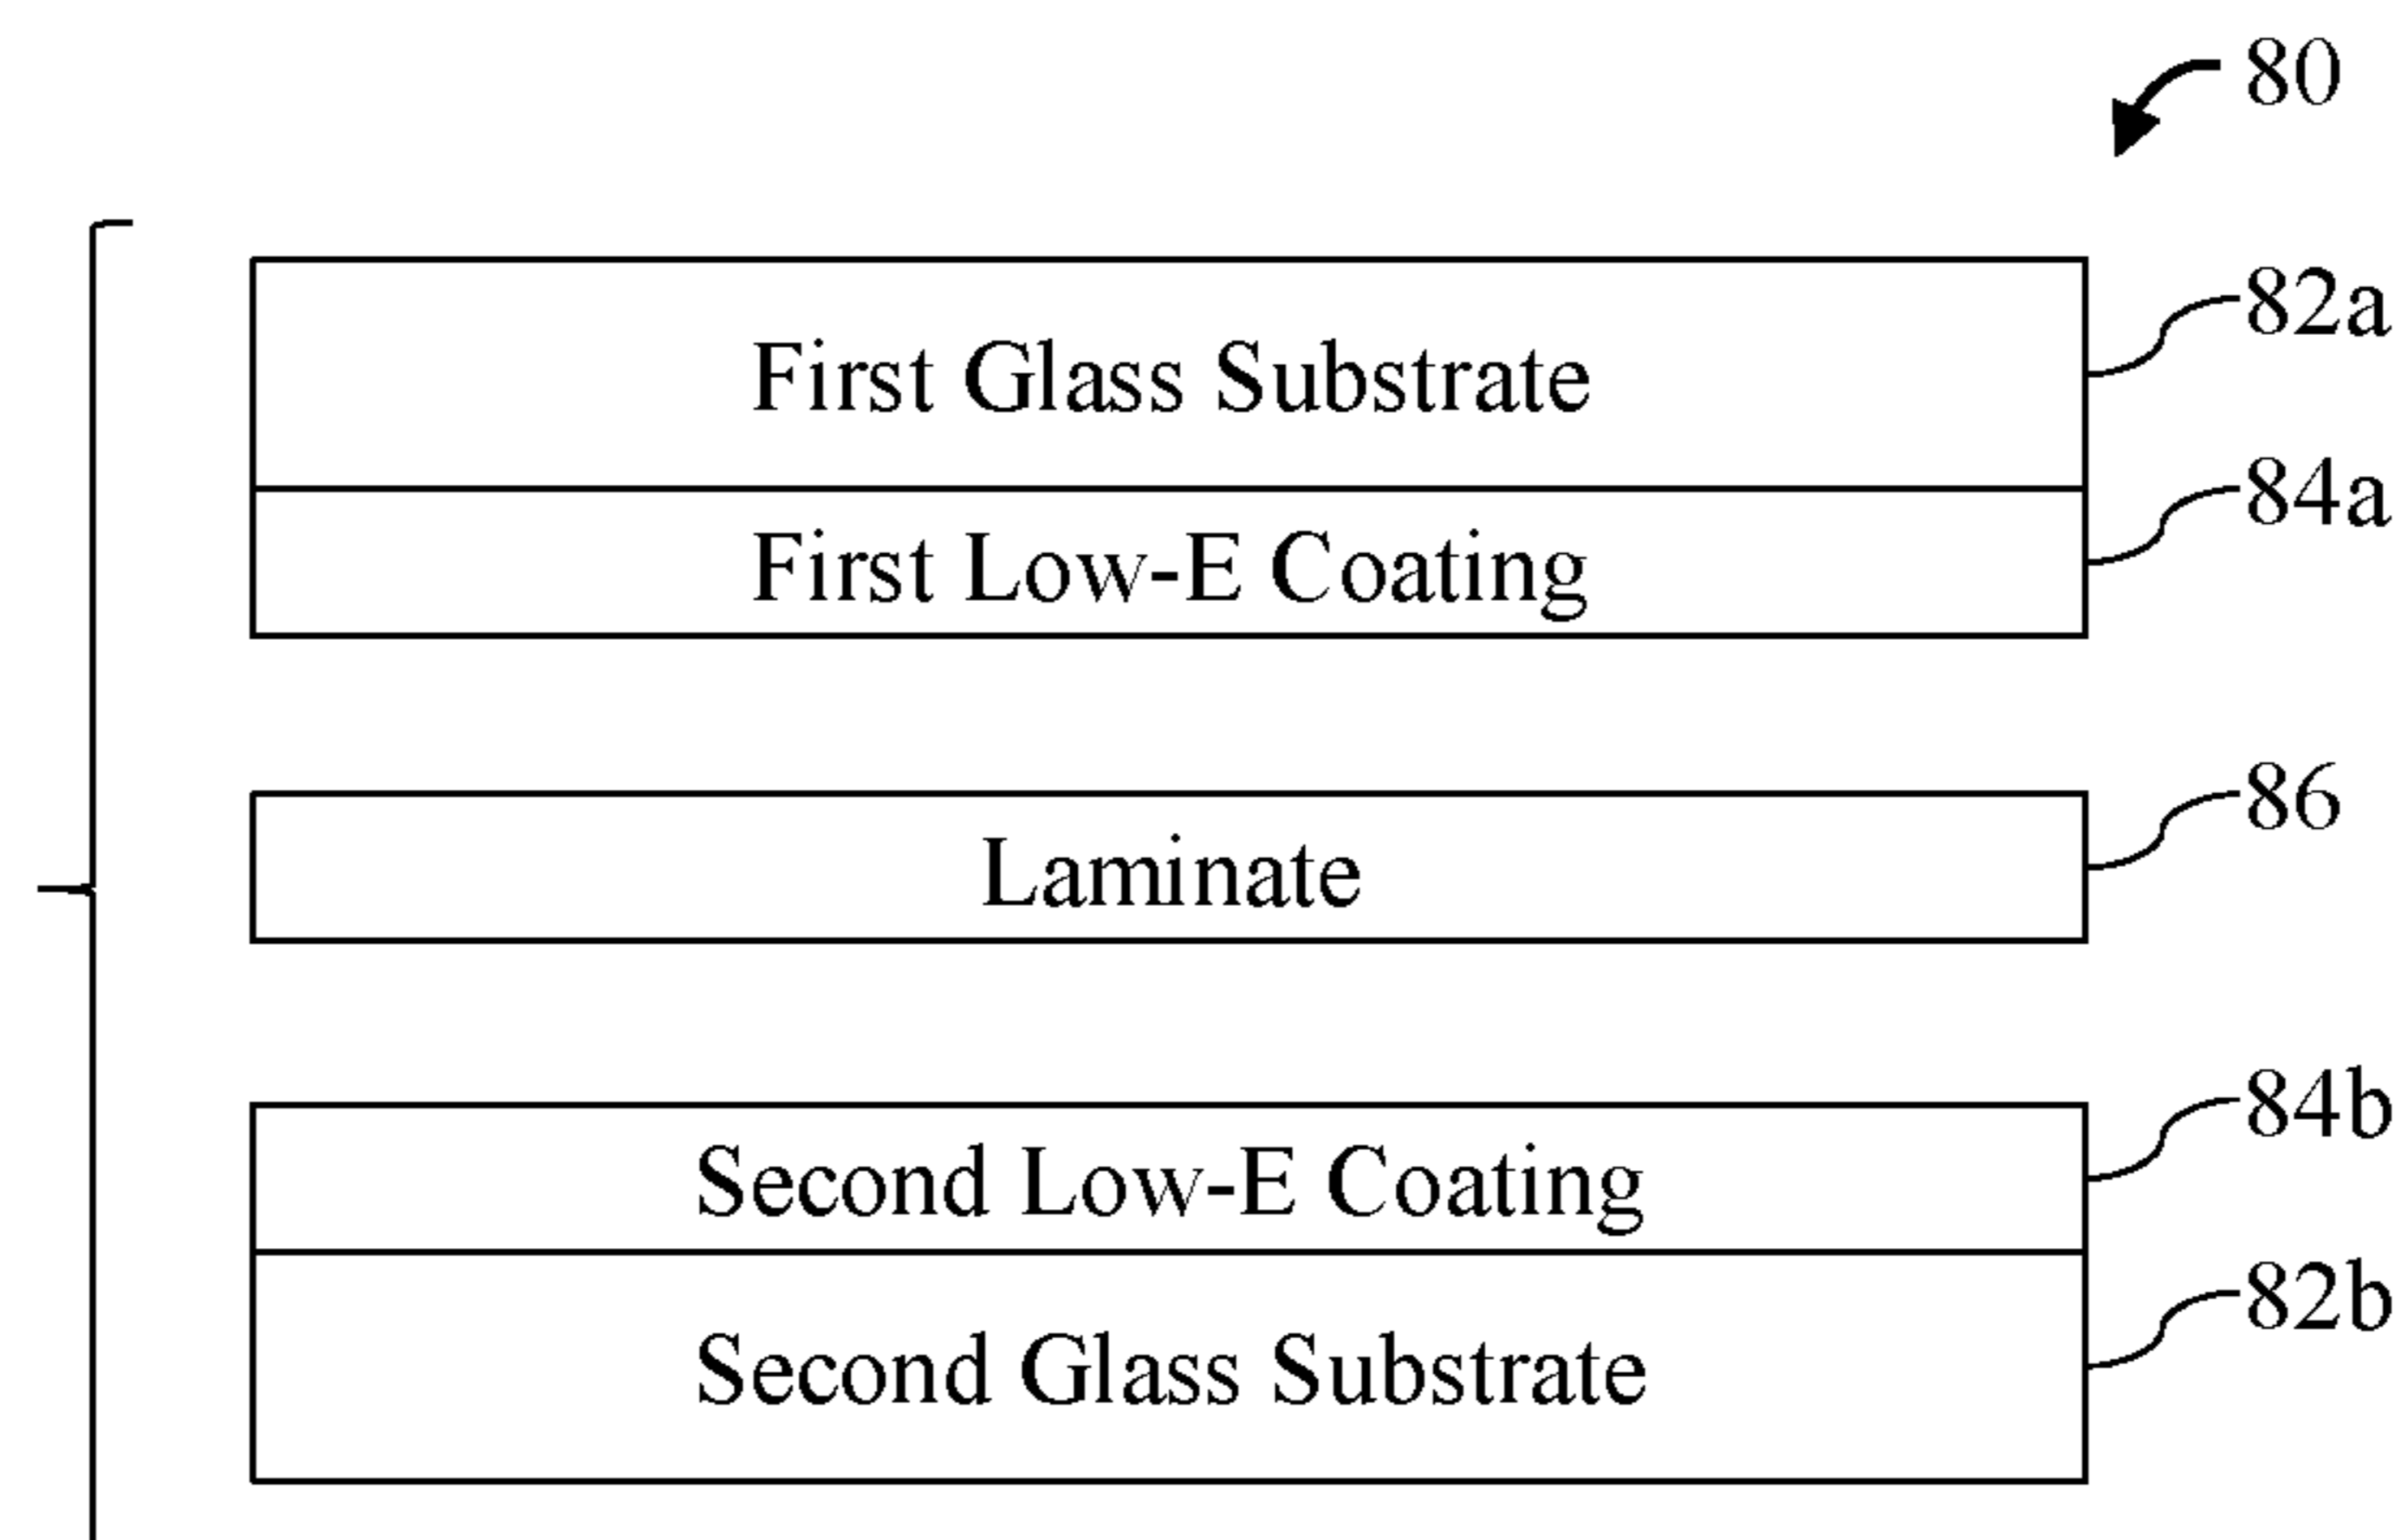 80
First Glass Substrate
82a
First Low-E Coating
84a
Laminate
86
Second Low-E Coating
84b
Second Glass Substrate
82b